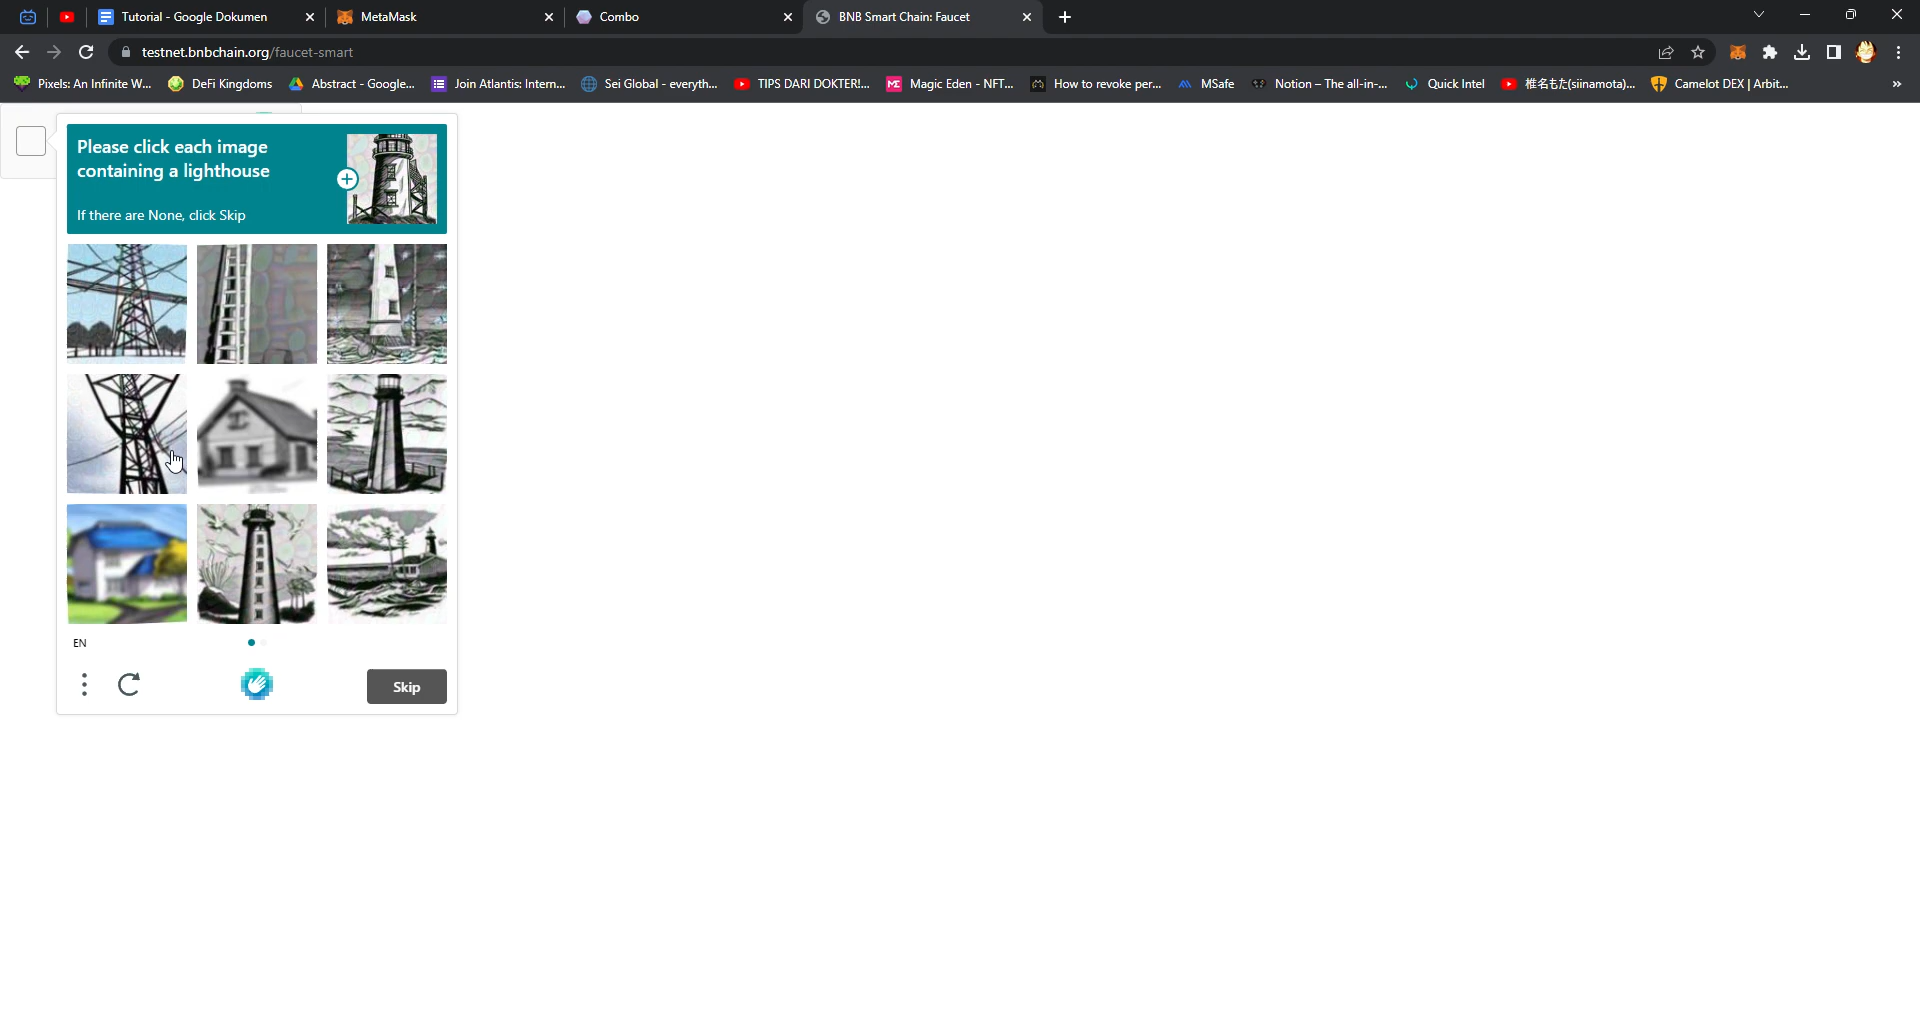 Tutorial - Google Dokumen
MetaMask
Combo
BNB Smart Chain: Faucet
testnet.bnbchain.org/faucet-smart
Pixels: An Infinite W...
DeFi Kingdoms
Abstract - Google...
Join Atlantis: Intern...
Sei Global - everyth...
TIPS DARI DOKTER!...
Magic Eden - NFT...
How to revoke per...
MSafe
Notion – The all-in-...
Quick Intel
椎名もた(siinamota)...
Camelot DEX | Arbit...
Please click each image
containing a lighthouse
If there are None, click Skip
EN
Skip